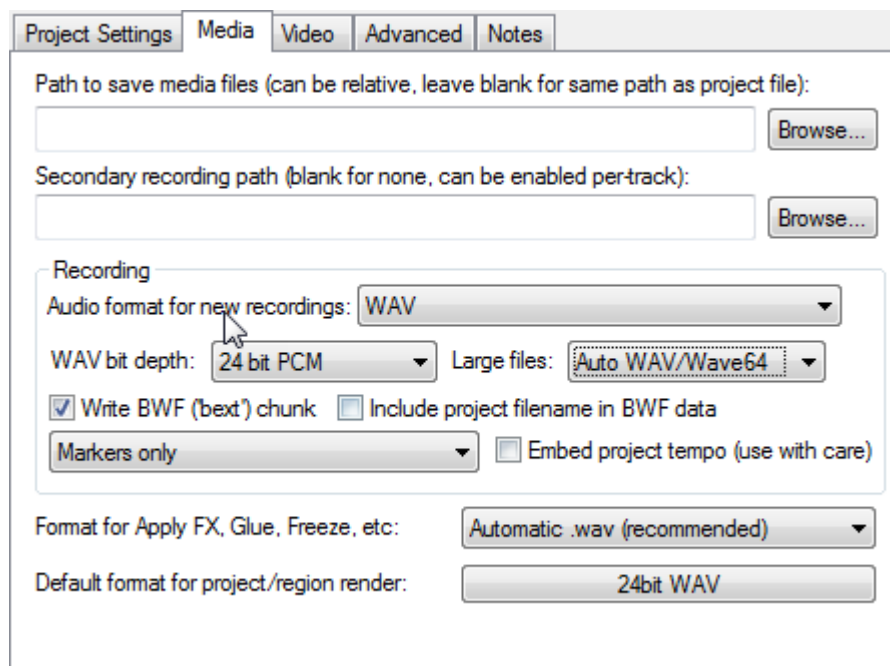 Project Settings Media Video Advanced Notes
Path to save media files (can be relative, leave blank for same path as project file):
Browse...
Secondary recording path (blank for none, can be enabled per-track):
Browse...
Recording
Audio format for new recordings: WAV
WAV bit depth: 24 bit PCM Large files: Auto WAV/Wave64
Write BWF ('bext') chunk Include project filename in BWF data
Markers only Embed project tempo (use with care)
Format for Apply FX, Glue, Freeze, etc: Automatic .wav (recommended)
Default format for project/region render: 24bit WAV